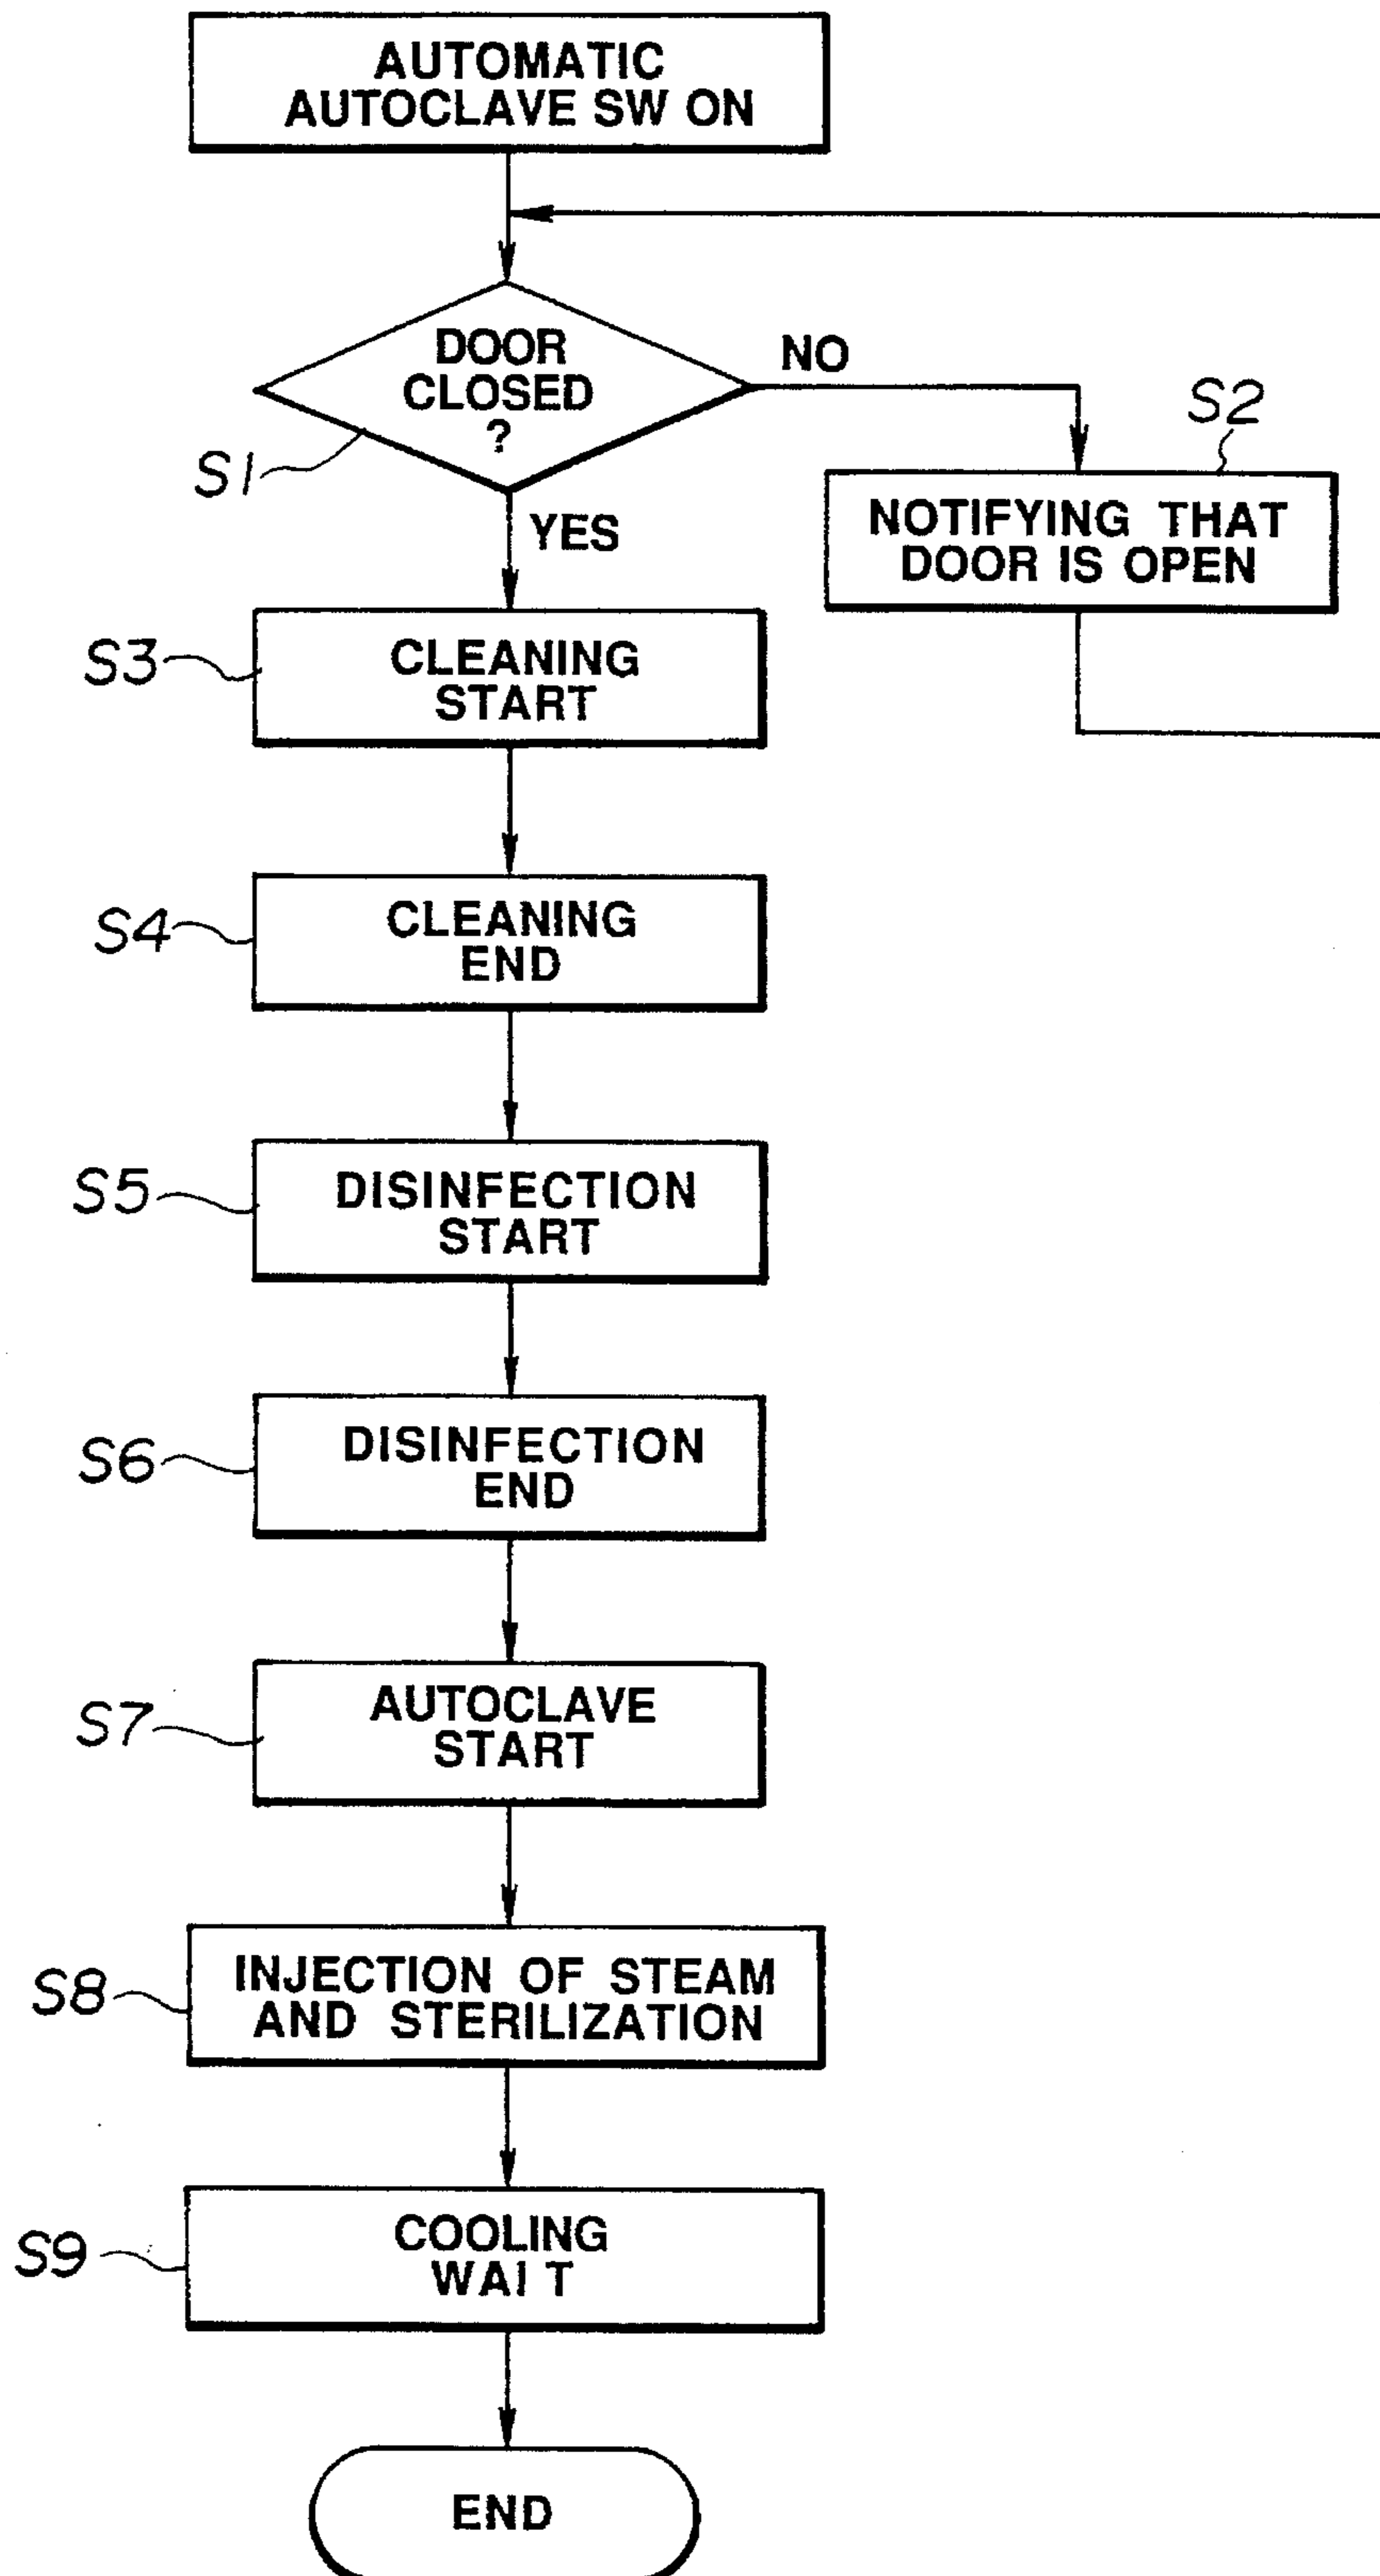 AUTOMATIC
AUTOCLAVE SW ON
DOOR
CLOSED
?
NO
S1
S2
YES
NOTIFYING THAT
DOOR IS OPEN
S3
CLEANING
START
S4
CLEANING
END
S5
DISINFECTION
START
S6
DISINFECTION
END
S7
AUTOCLAVE
START
S8
INJECTION OF STEAM
AND STERILIZATION
S9
COOLING
WAIT
END